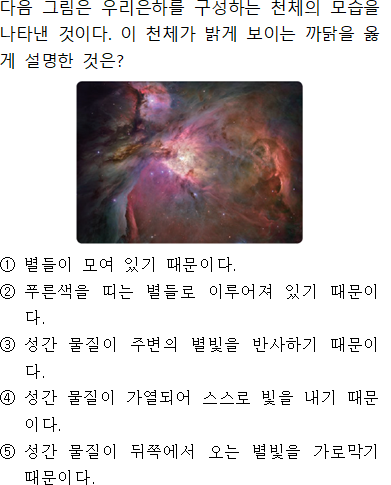 다음 그림은 우리은하를 구성하는 천체의 모습을
나타낸 것이다. 이 천체가 밝게 보이는 까닭을 옳
게 설명한 것은?
① 별들이 모여 있기 때문이다.
② 푸른색을 띠는 별들로 이루어져 있기 때문이
다.
③ 성간 물질이 주변의 별빛을 반사하기 때문이
다.
④ 성간 물질이 가열되어 스스로 빛을 내기 때문
이다.
⑤ 성간 물질이 뒤쪽에서 오는 별빛을 가로막기
때문이다.